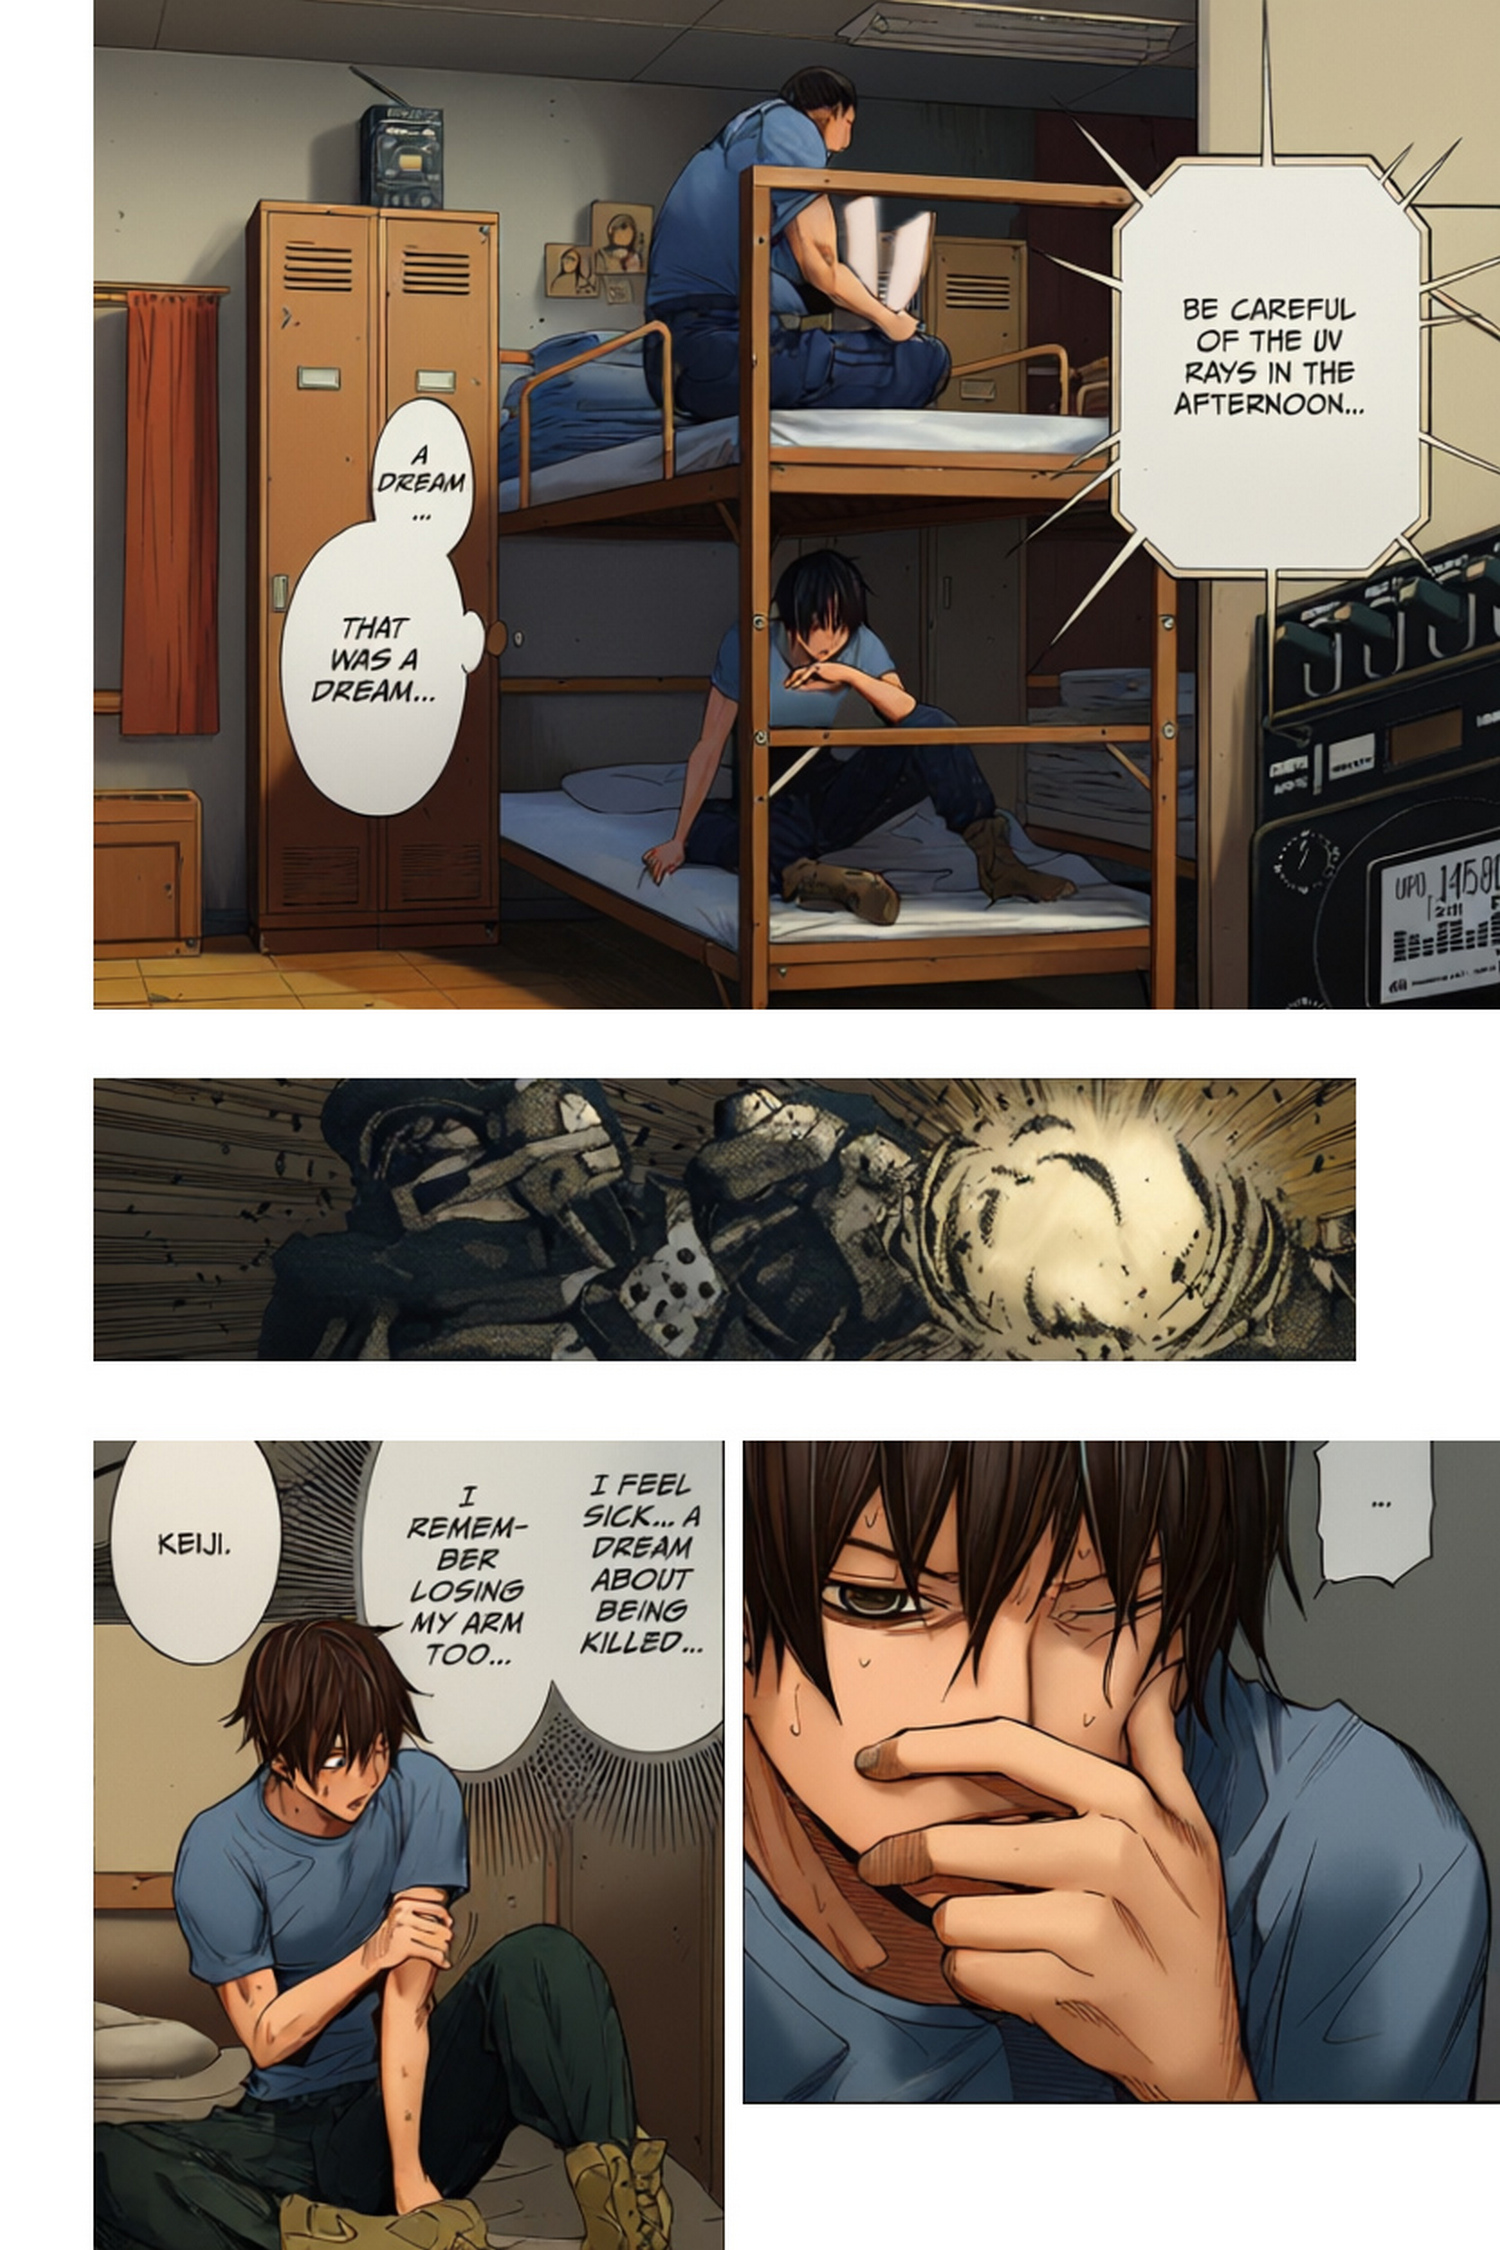 BE CAREFUL
OF THE UV
RAYS IN THE
AFTERNOON...
A
DREAM
...
THAT
WAS A
DREAM...
...
I FEEL
SICK... A
DREAM
ABOUT
BEING
KILLED...
I
REMEM-
BER
LOSING
MY ARM
TOO...
KEIJI.